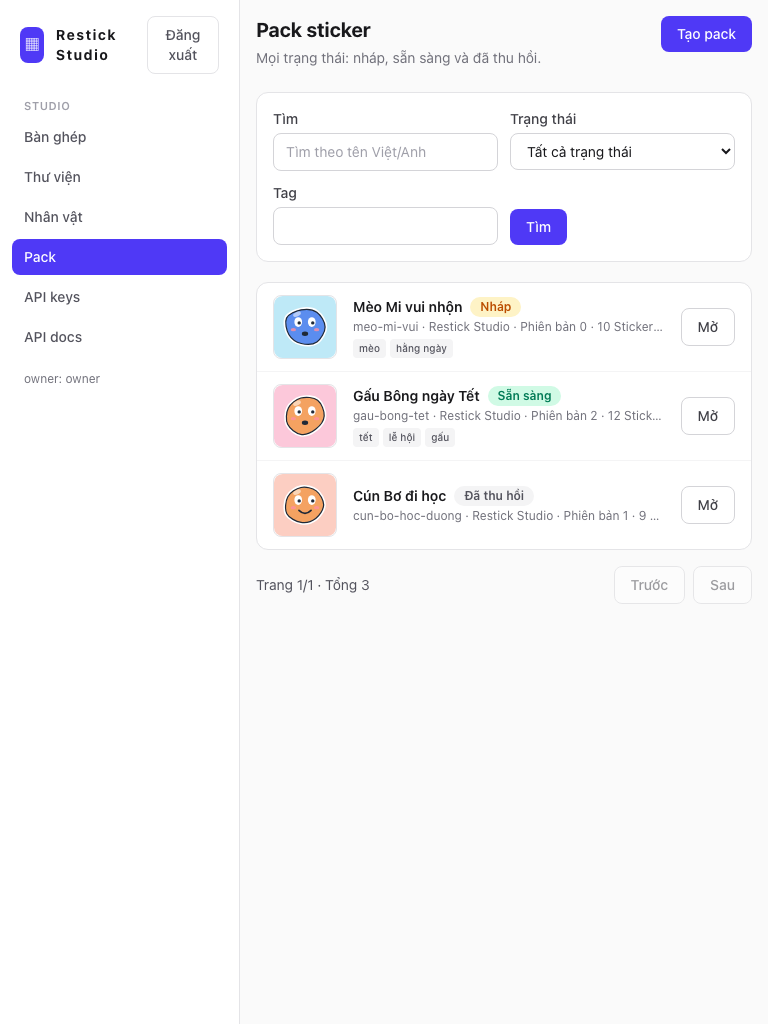 Restick
Studio
Đăng
xuất
STUDIO
Bàn ghép
Thư viện
Nhân vật
Pack
API keys
API docs
owner: owner
Pack sticker
Mọi trạng thái: nháp, sẵn sàng và đã thu hồi.
Tạo pack
Tìm
Tìm theo tên Việt/Anh
Trạng thái
Tất cả trạng thái
Tag
Tìm
Mèo Mi vui nhộn Nháp
meo-mi-vui · Restick Studio · Phiên bản 0 · 10 Sticker...
mèo hằng ngày
Mở
Gấu Bông ngày Tết Sẵn sàng
gau-bong-tet · Restick Studio · Phiên bản 2 · 12 Stick...
tết lễ hội gấu
Mở
Cún Bơ đi học Đã thu hồi
cun-bo-hoc-duong · Restick Studio · Phiên bản 1 · 9 ...
Mở
Trang 1/1 · Tổng 3
Trước Sau